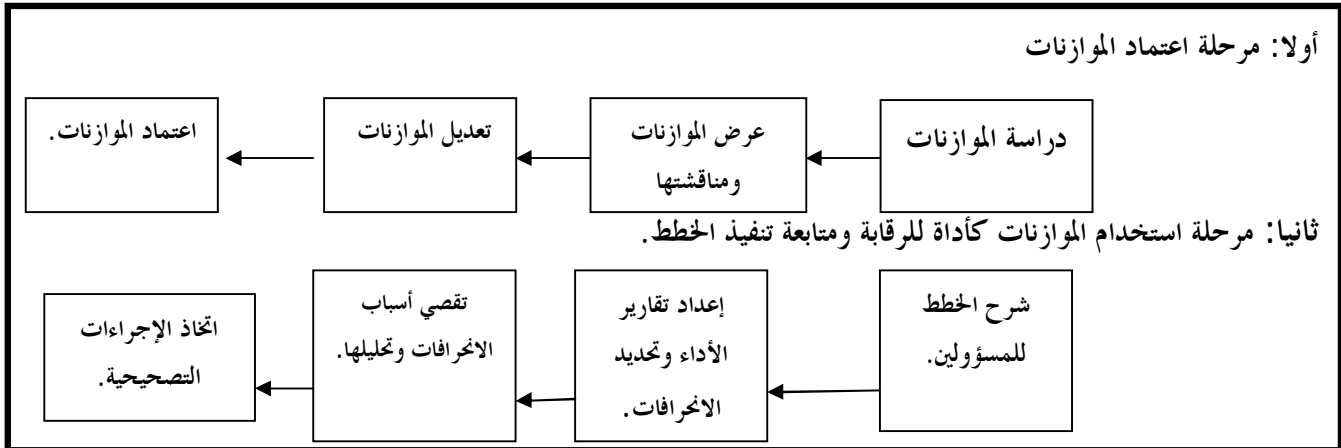 أولا: مرحلة اعتماد الموازنات
دراسة الموازنات
عرض الموازنات
ومناقشتها
تعديل الموازنات
اعتماد الموازنات.
ثانيا: مرحلة استخدام الموازنات كأداة للرقابة ومتابعة تنفيذ الخطط.
شرح الخطط
للمسؤولين.
إعداد تقارير
الأداء وتحديد
الانحرافات.
تقصي أسباب
الانحرافات وتحليلها.
اتخاذ الإجراءات
التصحيحية.